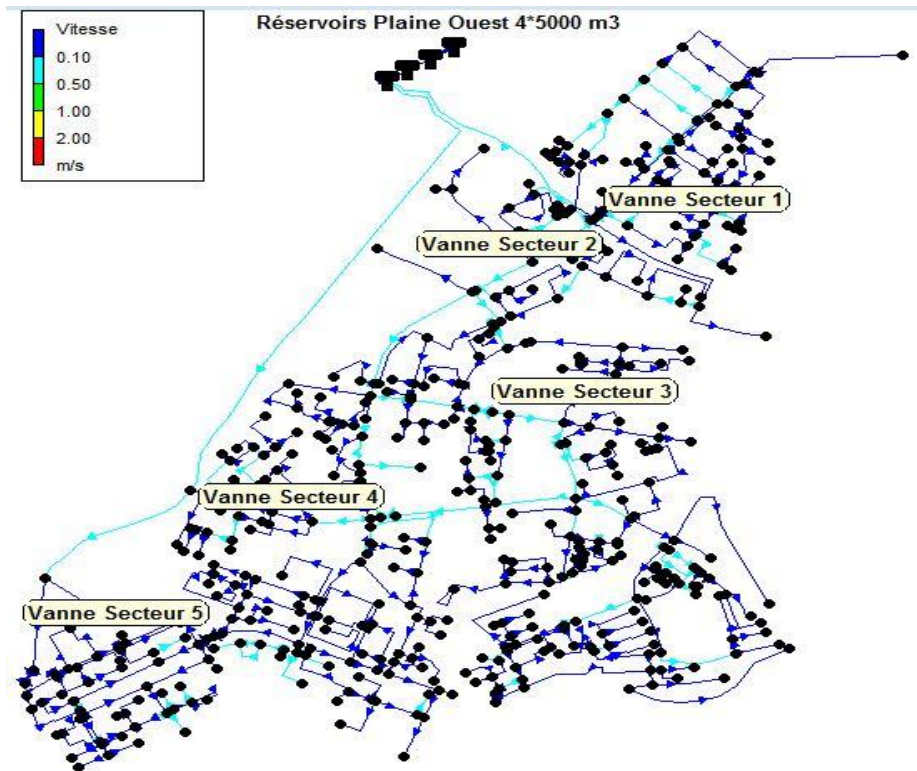 Réservoirs Plaine Ouest 4*5000 m3
Vitesse
0.10
0.50
1.00
2.00
m/s
Vanne Secteur 1
Vanne Secteur 2
Vanne Secteur 3
Vanne Secteur 4
Vanne Secteur 5